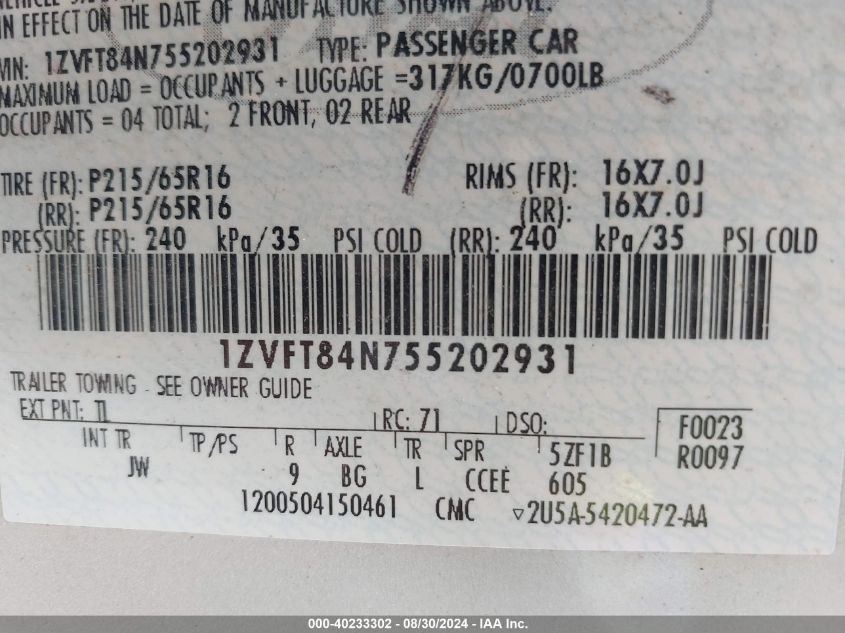 IN EFFECT ON THE DATE OF MANUFACTURE SHOWN ABOVE.
VIN: 1ZVFT84N755202931 TYPE: PASSENGER CAR
MAXIMUM LOAD = OCCUPANTS + LUGGAGE =317KG/0700LB
OCCUPANTS = 04 TOTAL; 2 FRONT, 02 REAR
TIRE (FR): P215/65R16 RIMS (FR): 16X7.0J
(RR): P215/65R16 (RR): 16X7.0J
PRESSURE (FR): 240 kPa/35 PSI COLD (RR): 240 kPa/35 PSI COLD
1ZVFT84N755202931
TRAILER TOWING - SEE OWNER GUIDE
EXT PNT: TL RC: 71 DSO: F0023
INT TR TP/PS R AXLE TR SPR 5ZF1B R0097
JW 9 BG L CCEE 605
1200504150461 CMC ▽2U5A-5420472-AA
000-40233302 - 08/30/2024 - IAA Inc.